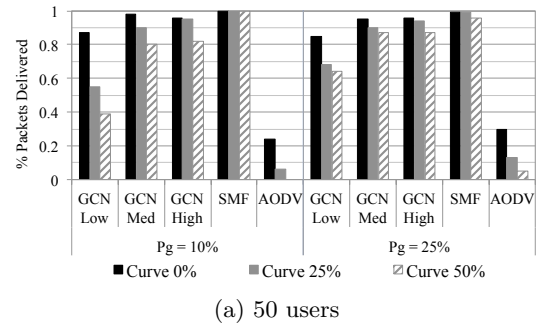 1
0.8
0.6
0.4
0.2
0
% Packets Delivered
GCN Low GCN Med GCN High SMF AODV GCN Low GCN Med GCN High SMF AODV
Pg = 10% Pg = 25%
Curve 0% Curve 25% Curve 50%
(a) 50 users